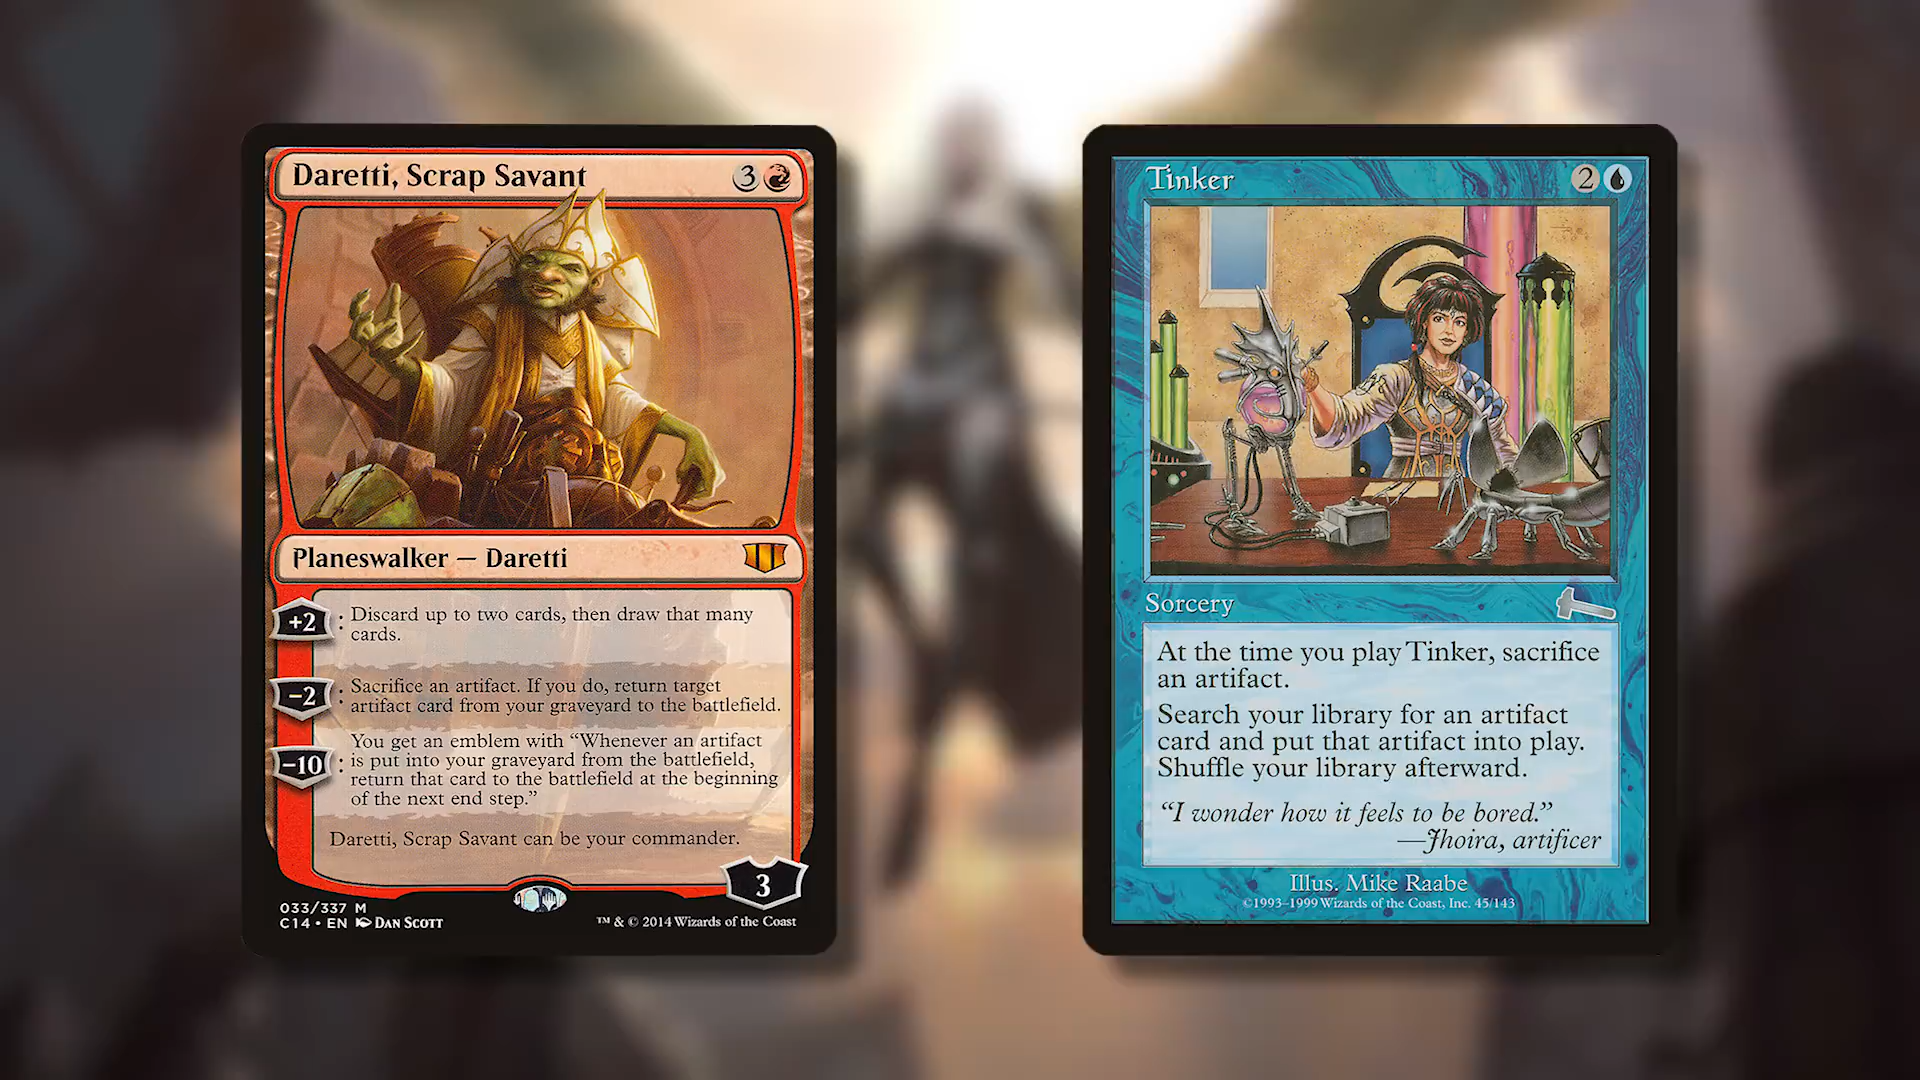 Daretti, Scrap Savant
3
Planeswalker — Daretti
+2 : Discard up to two cards, then draw that many
cards.
−2 : Sacrifice an artifact. If you do, return target
artifact card from your graveyard to the battlefield.
You get an emblem with “Whenever an artifact
−10 : is put into your graveyard from the battlefield,
return that card to the battlefield at the beginning
of the next end step.”
Daretti, Scrap Savant can be your commander.
3
033/337 M
C14 • EN Dan Scott
™ & © 2014 Wizards of the Coast
Tinker
2
Sorcery
At the time you play Tinker, sacrifice
an artifact.
Search your library for an artifact
card and put that artifact into play.
Shuffle your library afterward.
“I wonder how it feels to be bored.”
—Jhoira, artificer
Illus. Mike Raabe
©1993–1999 Wizards of the Coast, Inc. 45/143